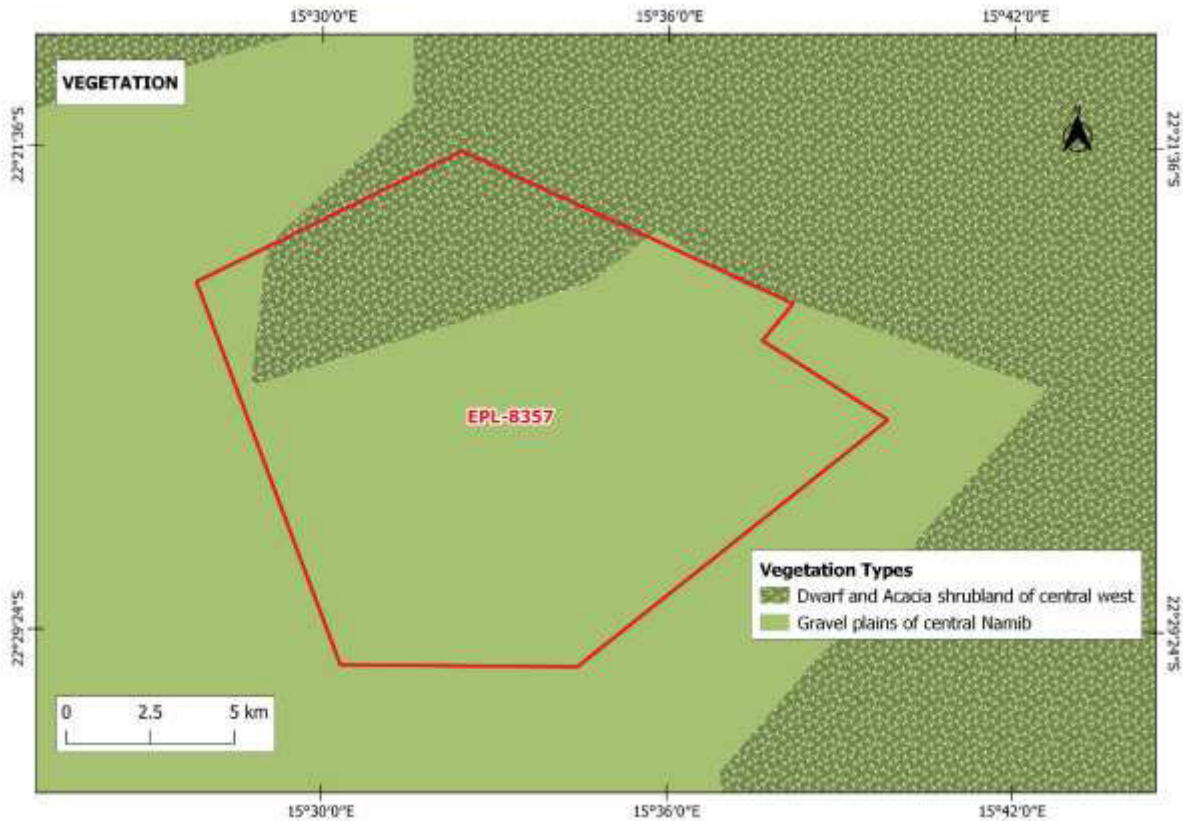 15°30'0"E 15°36'0"E 15°42'0"E
VEGETATION
N
22°21'36"S 22°21'36"S
EPL-8357
Vegetation Types
Dwarf and Acacia shrubland of central west
Gravel plains of central Namib
22°29'24"S 22°29'24"S
0 2.5 5 km
15°30'0"E 15°36'0"E 15°42'0"E